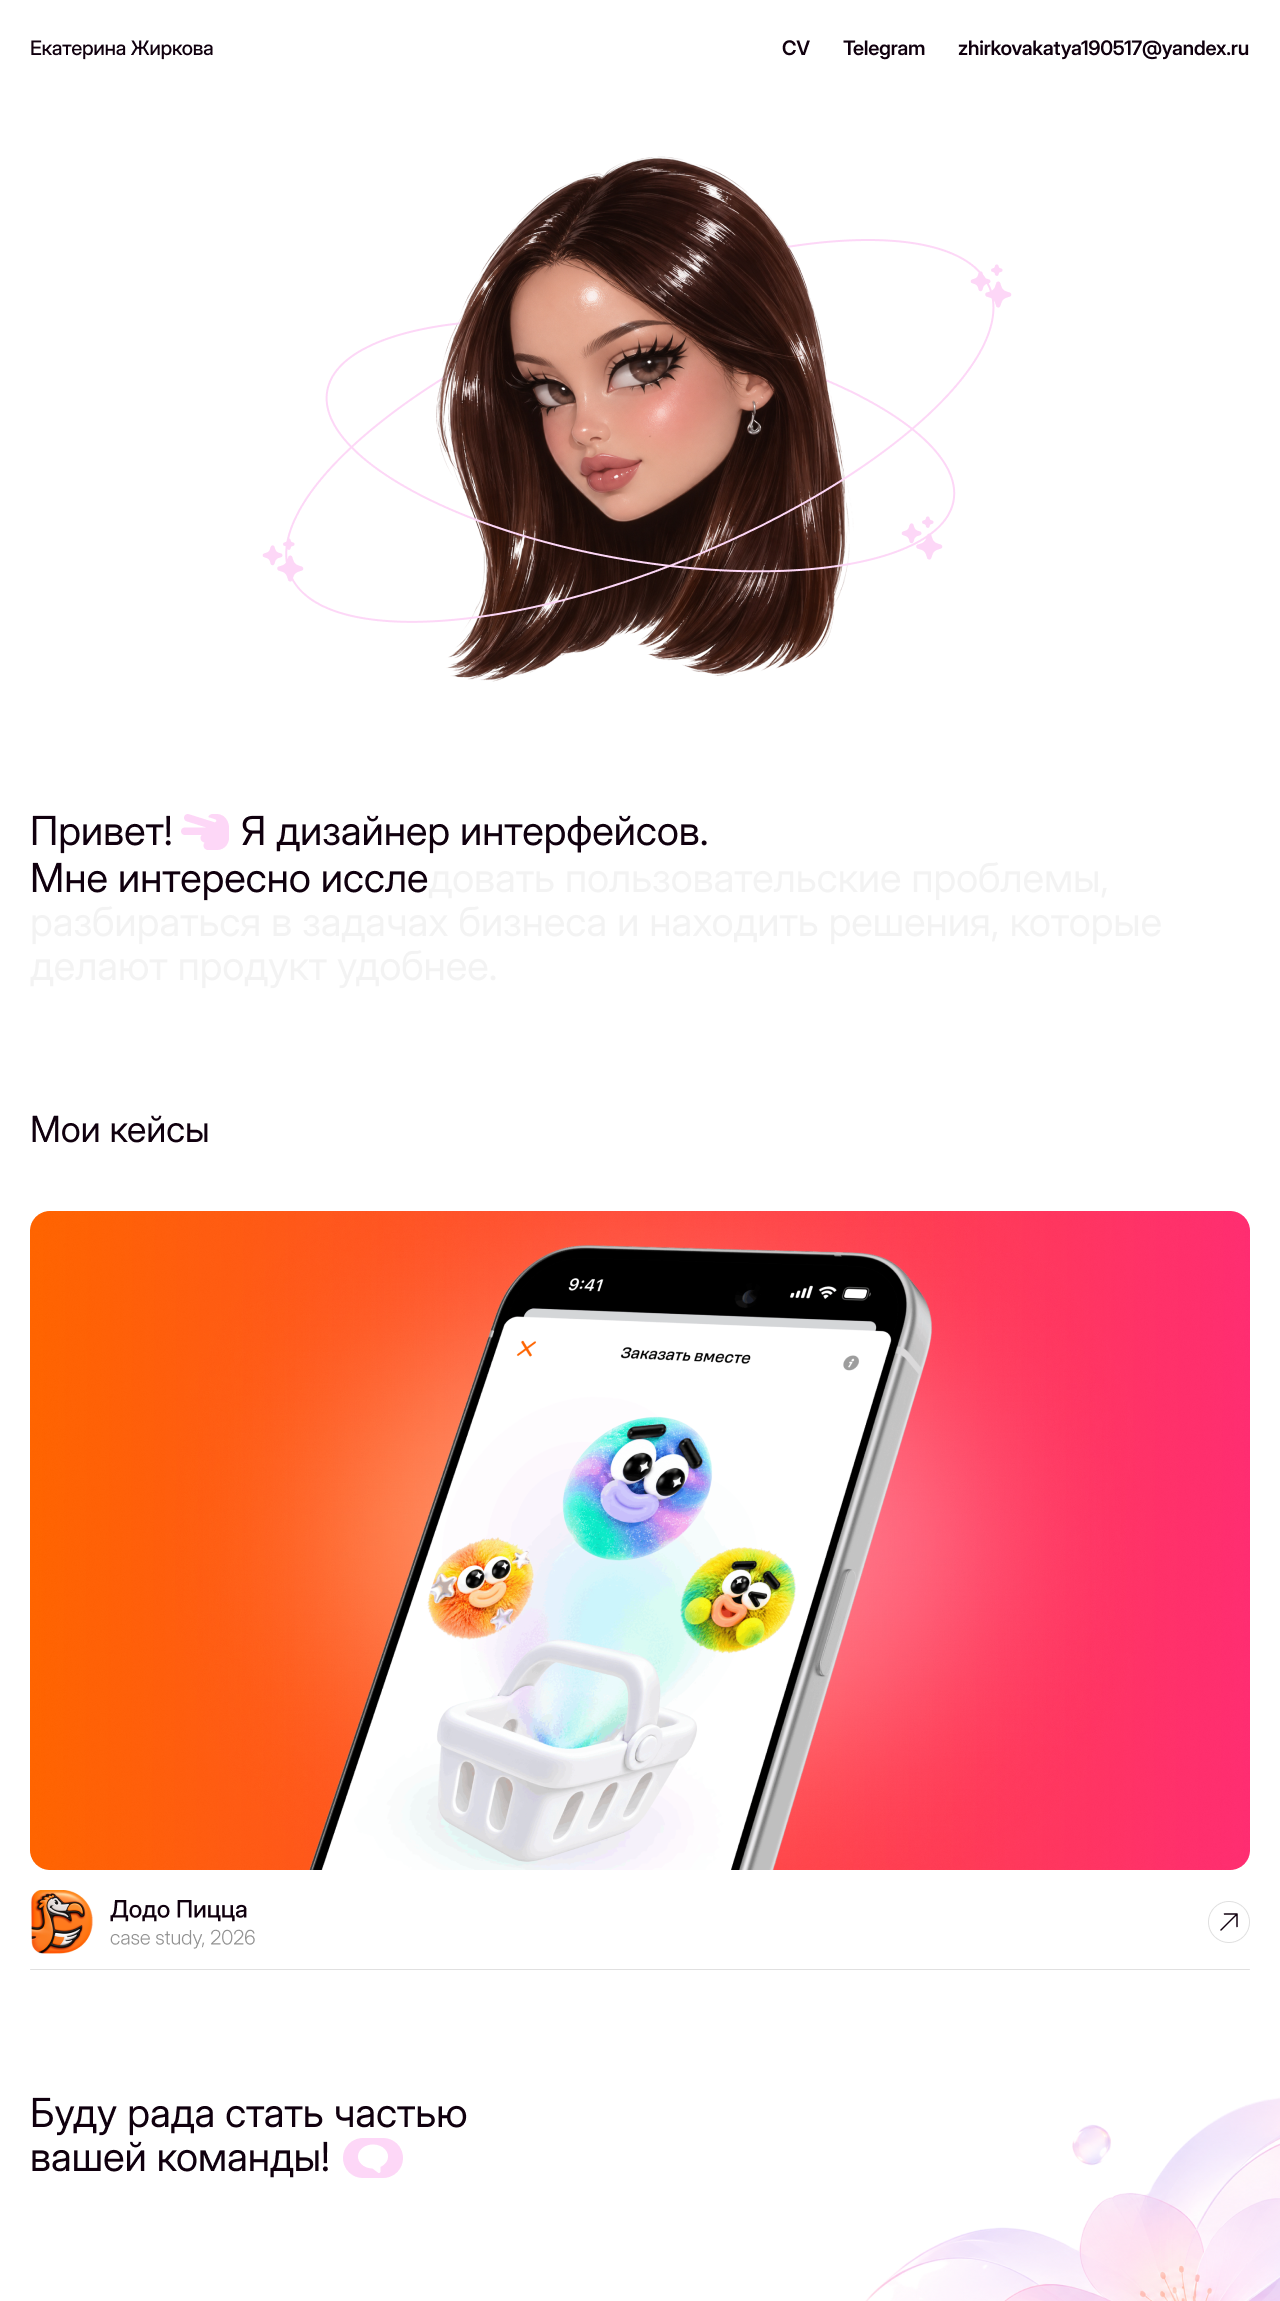 Екатерина Жиркова
CV
Telegram
zhirkovakatya190517@yandex.ru
Привет! Я дизайнер интерфейсов.
Мне интересно исследовать пользовательские проблемы,
разбираться в задачах бизнеса и находить решения, которые
делают продукт удобнее.
Мои кейсы
9:41
Заказать вместе
Додо Пицца
case study, 2026
Буду рада стать частью
вашей команды!